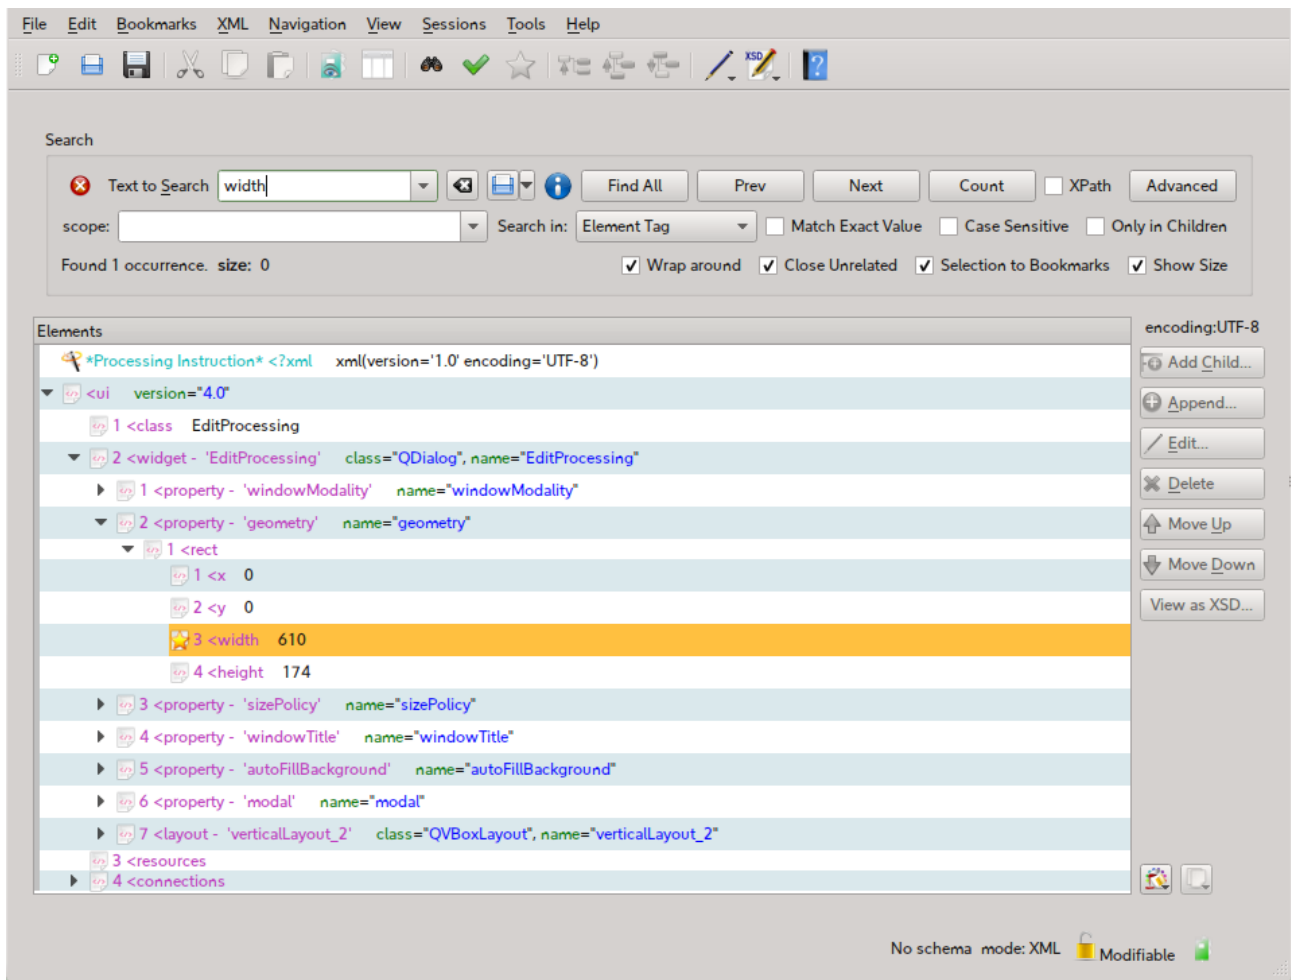 File Edit Bookmarks XML Navigation View Sessions Tools Help
XSD
?
Search
Text to Search width Find All Prev Next Count XPath Advanced
scope: Search in: Element Tag Match Exact Value Case Sensitive Only in Children
Found 1 occurrence. size: 0 Wrap around Close Unrelated Selection to Bookmarks Show Size
Elements
encoding:UTF-8
*Processing Instruction* <?xml xml(version='1.0' encoding='UTF-8')
Add Child...
<ui version="4.0"
Append...
1 <class EditProcessing
Edit...
2 <widget - 'EditProcessing' class="QDialog", name="EditProcessing"
Delete
1 <property - 'windowModality' name="windowModality"
Move Up
2 <property - 'geometry' name="geometry"
1 <rect
Move Down
1 <x 0
2 <y 0
View as XSD...
3 <width 610
4 <height 174
3 <property - 'sizePolicy' name="sizePolicy"
4 <property - 'windowTitle' name="windowTitle"
5 <property - 'autoFillBackground' name="autoFillBackground"
6 <property - 'modal' name="modal"
7 <layout - 'verticalLayout_2' class="QVBoxLayout", name="verticalLayout_2"
3 <resources
4 <connections
No schema mode: XML Modifiable